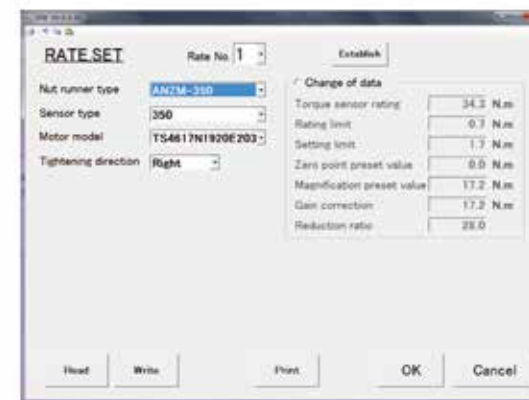 RATE SET Rate No. 1 Establish
Nut runner type ANZM-350
Sensor type 350
Motor model TS4617N1920E203
Tightening direction Right
Change of data
Torque sensor rating 34.3 N.m
Rating limit 0.7 N.m
Setting limit 1.7 N.m
Zero point preset value 0.0 N.m
Magnification preset value 17.2 N.m
Gain correction 17.2 N.m
Reduction ratio 28.0
Read Write Print OK Cancel